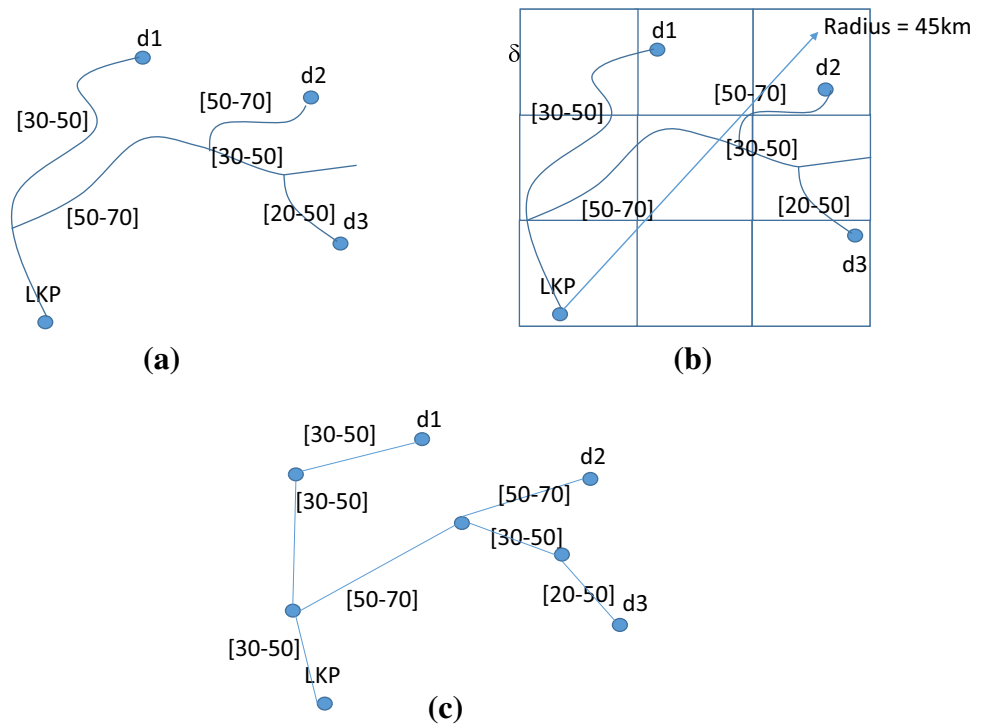 d1
d2
[50-70]
[30-50]
[30-50]
[50-70]
[20-50]
d3
LKP
(a)
Radius = 45km
δ
d1
d2
[50-70]
[30-50]
[30-50]
[50-70]
[20-50]
d3
LKP
(b)
d1
[30-50]
d2
[30-50]
[50-70]
[30-50]
[50-70]
[20-50]
d3
[30-50]
LKP
(c)